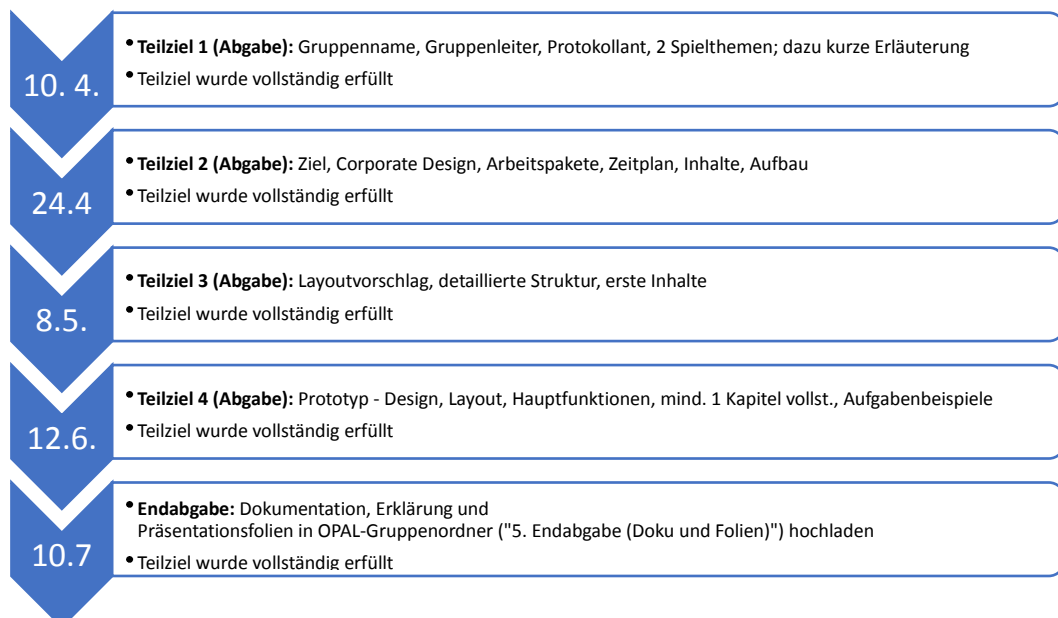 10. 4.
• Teilziel 1 (Abgabe): Gruppenname, Gruppenleiter, Protokollant, 2 Spielthemen; dazu kurze Erläuterung
• Teilziel wurde vollständig erfüllt
24.4
• Teilziel 2 (Abgabe): Ziel, Corporate Design, Arbeitspakete, Zeitplan, Inhalte, Aufbau
• Teilziel wurde vollständig erfüllt
8.5.
• Teilziel 3 (Abgabe): Layoutvorschlag, detaillierte Struktur, erste Inhalte
• Teilziel wurde vollständig erfüllt
12.6.
• Teilziel 4 (Abgabe): Prototyp - Design, Layout, Hauptfunktionen, mind. 1 Kapitel vollst., Aufgabenbeispiele
• Teilziel wurde vollständig erfüllt
10.7
• Endabgabe: Dokumentation, Erklärung und
Präsentationsfolien in OPAL-Gruppenordner ("5. Endabgabe (Doku und Folien)") hochladen
• Teilziel wurde vollständig erfüllt